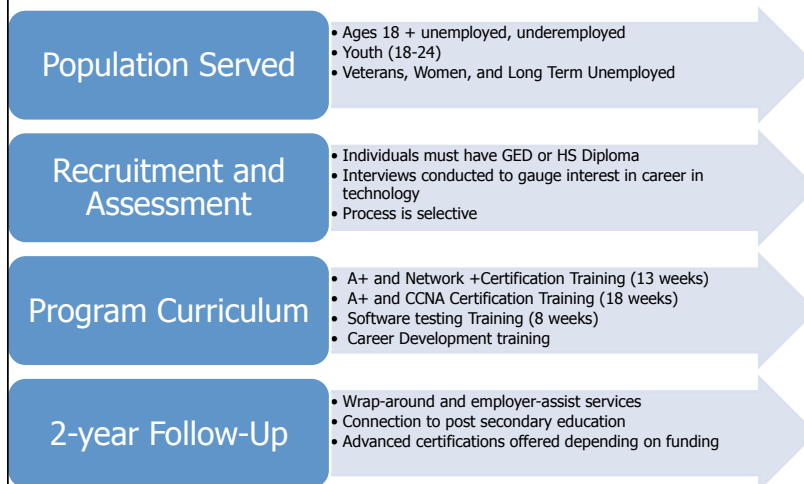 Population Served
• Ages 18 + unemployed, underemployed
• Youth (18-24)
• Veterans, Women, and Long Term Unemployed
Recruitment and
Assessment
• Individuals must have GED or HS Diploma
• Interviews conducted to gauge interest in career in
technology
• Process is selective
Program Curriculum
• A+ and Network +Certification Training (13 weeks)
• A+ and CCNA Certification Training (18 weeks)
• Software testing Training (8 weeks)
• Career Development training
2-year Follow-Up
• Wrap-around and employer-assist services
• Connection to post secondary education
• Advanced certifications offered depending on funding